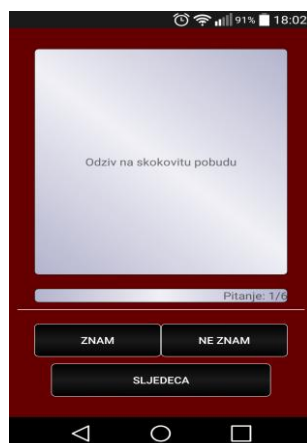 91% 18:02
Odziv na skokovitu pobudu
Pitanje: 1/6
ZNAM NE ZNAM
SLJEDECA